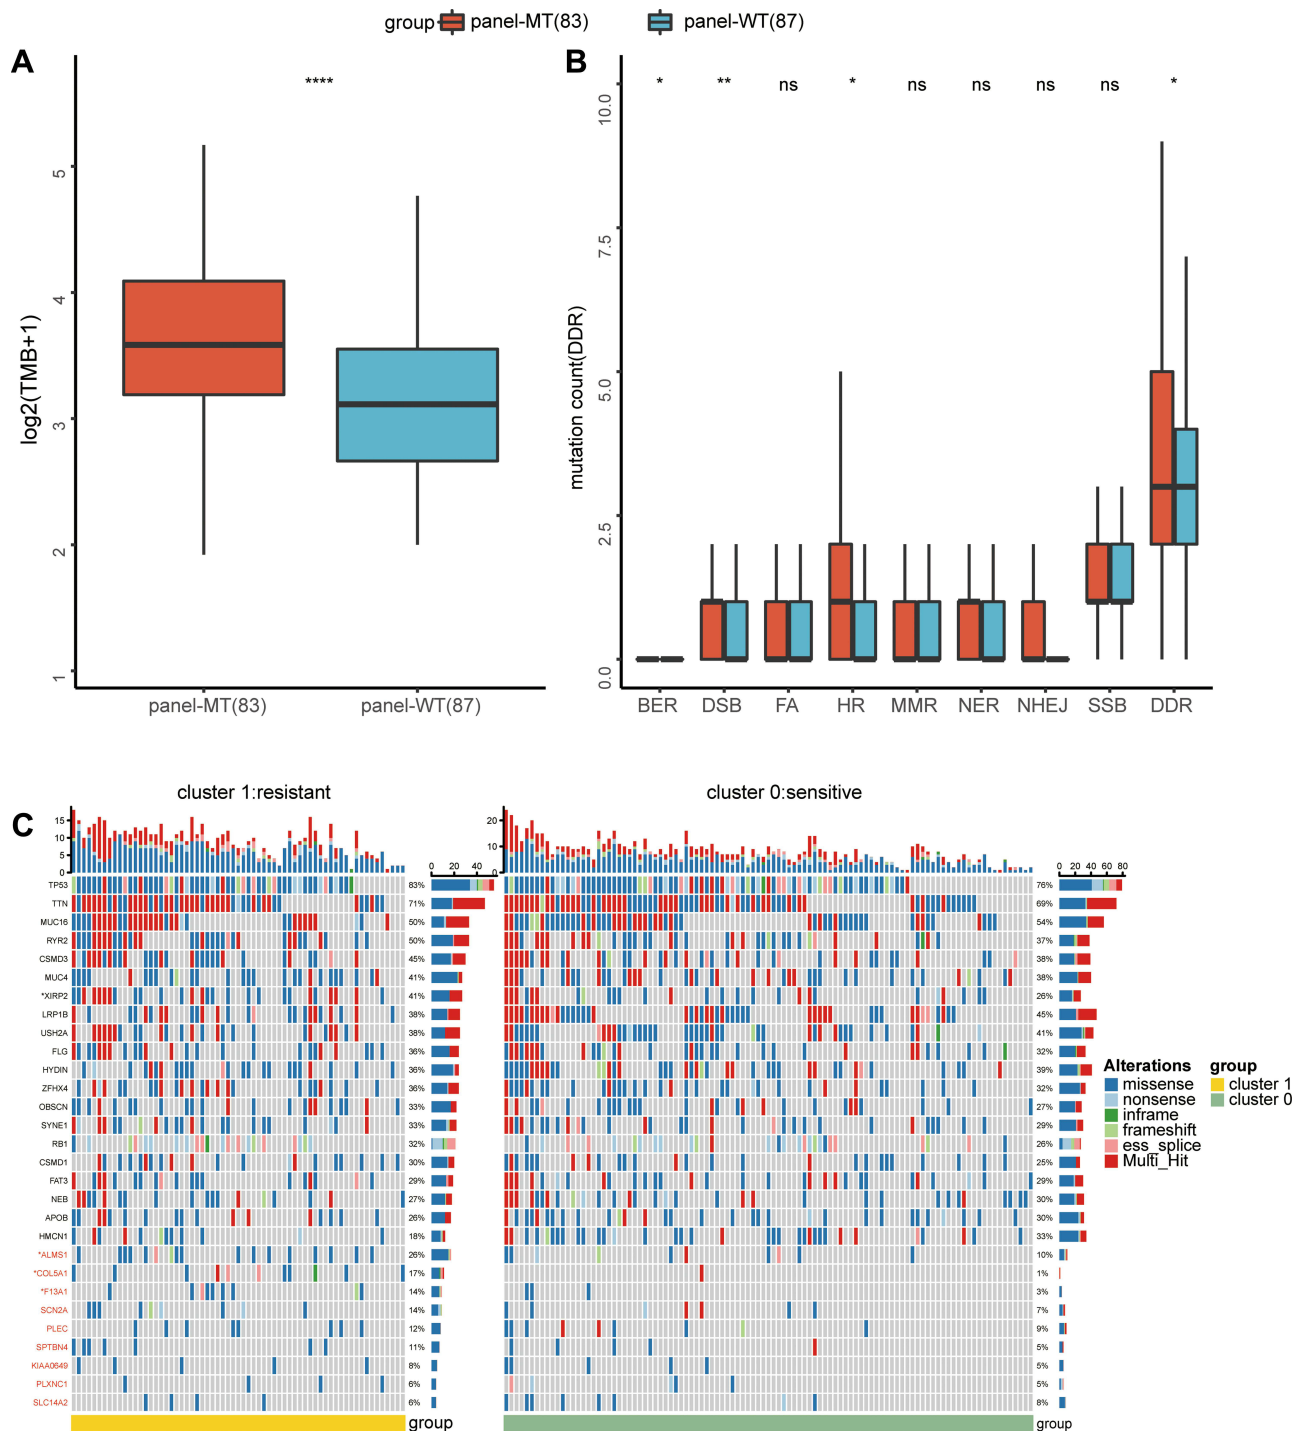 group panel-MT(83) panel-WT(87)
A
B
****
* ** ns * ns ns ns ns *
log2(TMB+1)
5
4
3
2
1
panel-MT(83) panel-WT(87)
mutation count(DDR)
10.0
7.5
5.0
2.5
0.0
BER DSB FA HR MMR NER NHEJ SSB DDR
C
cluster 1:resistant
cluster 0:sensitive
15
10
5
0
20
10
0
0 20 40
0 20 40 60 80
TP53 83% 76%
TTN 71% 69%
MUC16 50% 54%
RYR2 50% 37%
CSMD3 45% 38%
MUC4 41% 38%
*XIRP2 41% 26%
LRP1B 38% 45%
USH2A 38% 41%
FLG 36% 32%
HYDIN 36% 39%
ZFHX4 36% 32%
OBSCN 33% 27%
SYNE1 33% 29%
RB1 32% 26%
CSMD1 30% 25%
FAT3 29% 29%
NEB 27% 30%
APOB 26% 30%
HMCN1 18% 33%
*ALMS1 26% 10%
*COL5A1 17% 1%
*F13A1 14% 3%
SCN2A 14% 7%
PLEC 12% 9%
SPTBN4 11% 5%
KIAA0649 8% 5%
PLXNC1 6% 5%
SLC14A2 6% 8%
group group
Alterations
missense
nonsense
inframe
frameshift
ess_splice
Multi_Hit
group
cluster 1
cluster 0